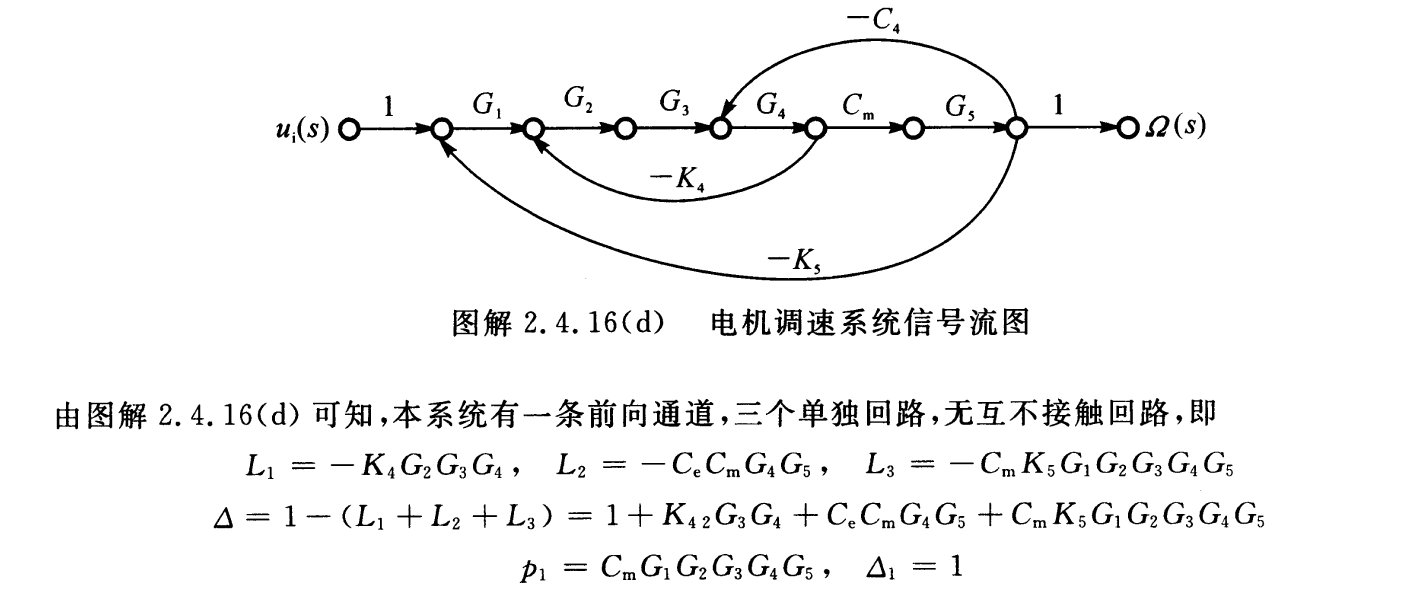 −C₄
uᵢ(s) 1 G₁ G₂ G₃ G₄ Cₘ G₅ 1 Ω(s)
−K₄
−K₅
图解 2.4.16(d) 电机调速系统信号流图
由图解 2.4.16(d) 可知,本系统有一条前向通道,三个单独回路,无互不接触回路,即
L₁ = −K₄G₂G₃G₄, L₂ = −CₑCₘG₄G₅, L₃ = −CₘK₅G₁G₂G₃G₄G₅
Δ = 1−(L₁+L₂+L₃) = 1+K₄₂G₃G₄+CₑCₘG₄G₅+CₘK₅G₁G₂G₃G₄G₅
p₁ = CₘG₁G₂G₃G₄G₅, Δ₁ = 1